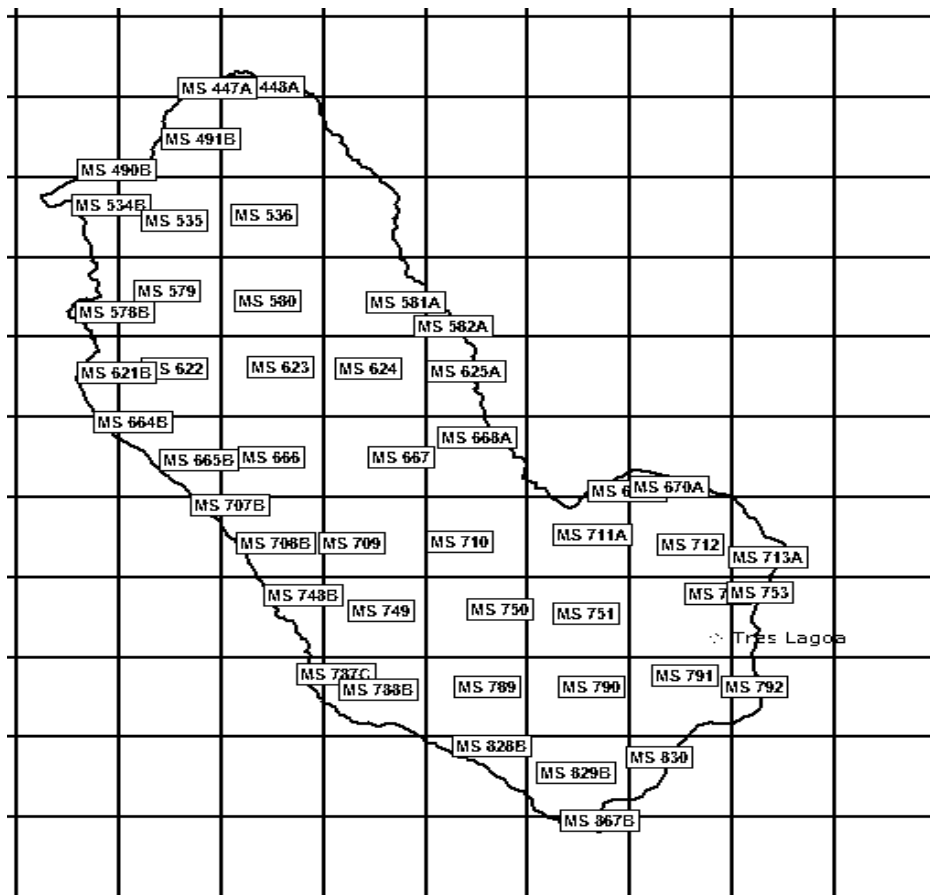 MS 447A
448A
MS 491B
MS 490B
MS 534B
MS 535
MS 536
MS 579
MS 580
MS 581A
MS 578B
MS 582A
MS 621B
S 622
MS 623
MS 624
MS 625A
MS 664B
MS 668A
MS 665B
MS 666
MS 667
MS 6
MS 670A
MS 707B
MS 711A
MS 708B
MS 709
MS 710
MS 712
MS 713A
MS 748B
MS 749
MS 750
MS 751
MS 7
MS 753
Tres Lagoa
MS 787C
MS 788B
MS 789
MS 790
MS 791
MS 792
MS 828B
MS 829B
MS 830
MS 867B